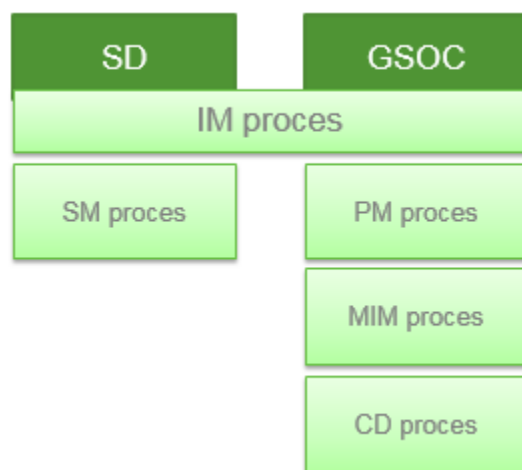 SD
GSOC
IM proces
SM proces
PM proces
MIM proces
CD proces